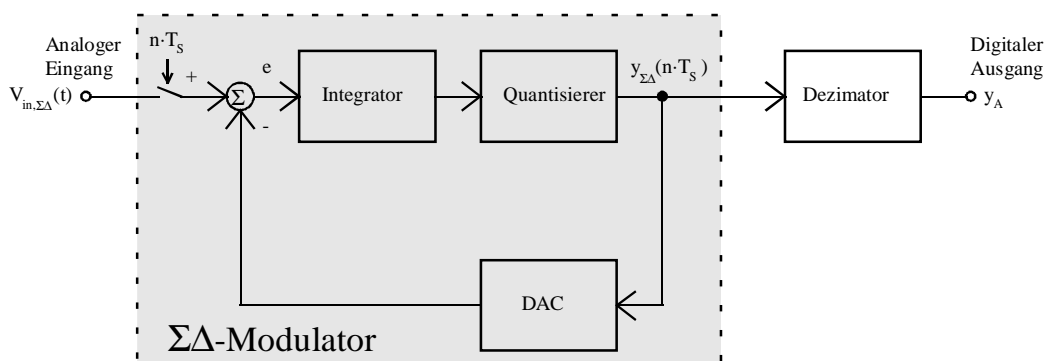 Analoger
Eingang
V_in,ΣΔ(t)
n·T_S
+
Σ
-
e
Integrator
Quantisierer
y_ΣΔ(n·T_S)
Dezimator
Digitaler
Ausgang
y_A
DAC
ΣΔ-Modulator